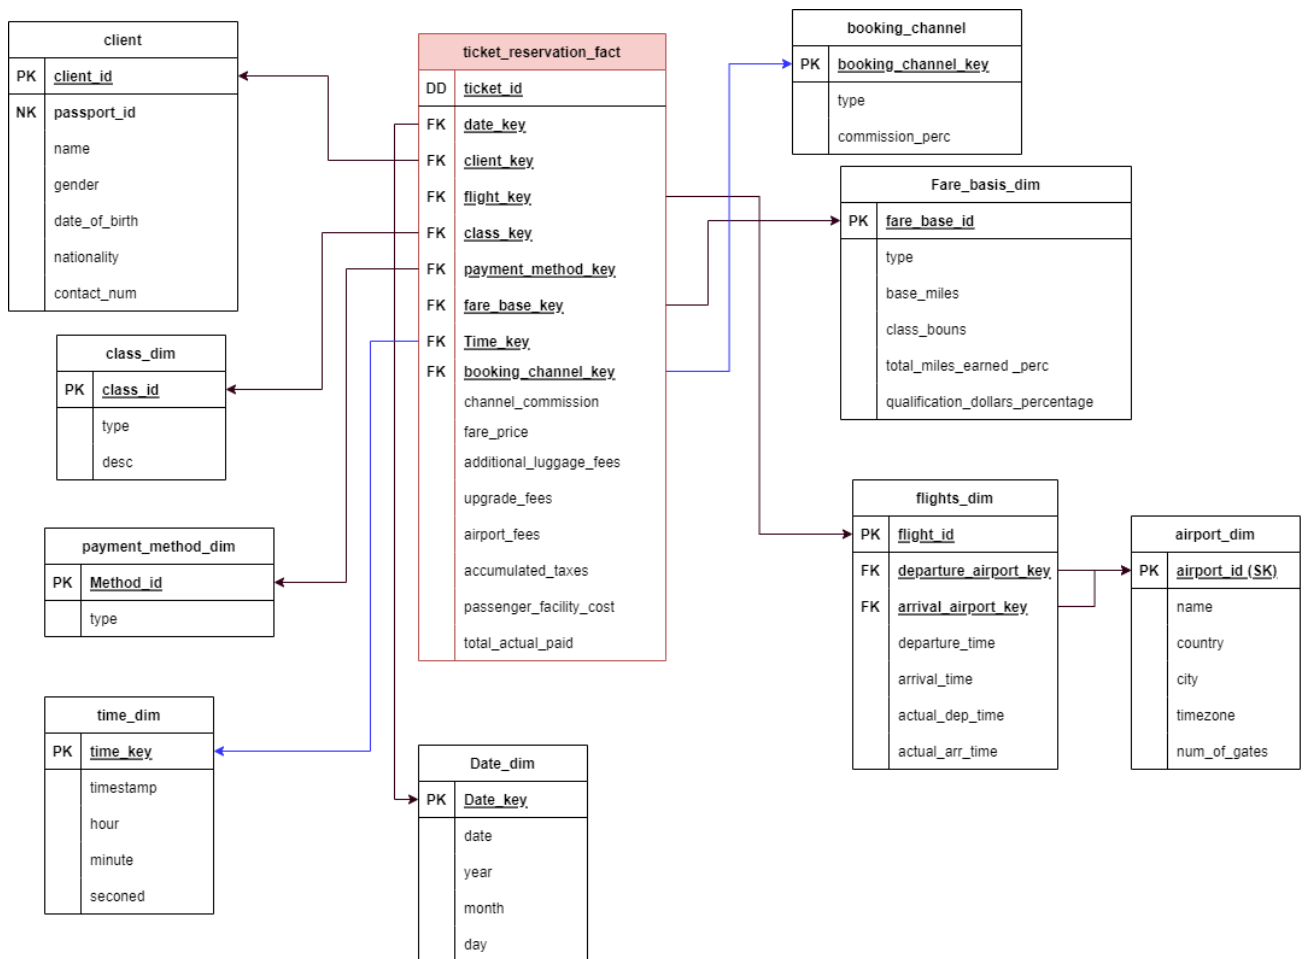 client
PK client_id
NK passport_id
name
gender
date_of_birth
nationality
contact_num
class_dim
PK class_id
type
desc
payment_method_dim
PK Method_id
type
time_dim
PK time_key
timestamp
hour
minute
seconed
ticket_reservation_fact
DD ticket_id
FK date_key
FK client_key
FK flight_key
FK class_key
FK payment_method_key
FK fare_base_key
FK Time_key
FK booking_channel_key
channel_commission
fare_price
additional_luggage_fees
upgrade_fees
airport_fees
accumulated_taxes
passenger_facility_cost
total_actual_paid
Date_dim
PK Date_key
date
year
month
day
booking_channel
PK booking_channel_key
type
commission_perc
Fare_basis_dim
PK fare_base_id
type
base_miles
class_bouns
total_miles_earned _perc
qualification_dollars_percentage
flights_dim
PK flight_id
FK departure_airport_key
FK arrival_airport_key
departure_time
arrival_time
actual_dep_time
actual_arr_time
airport_dim
PK airport_id (SK)
name
country
city
timezone
num_of_gates